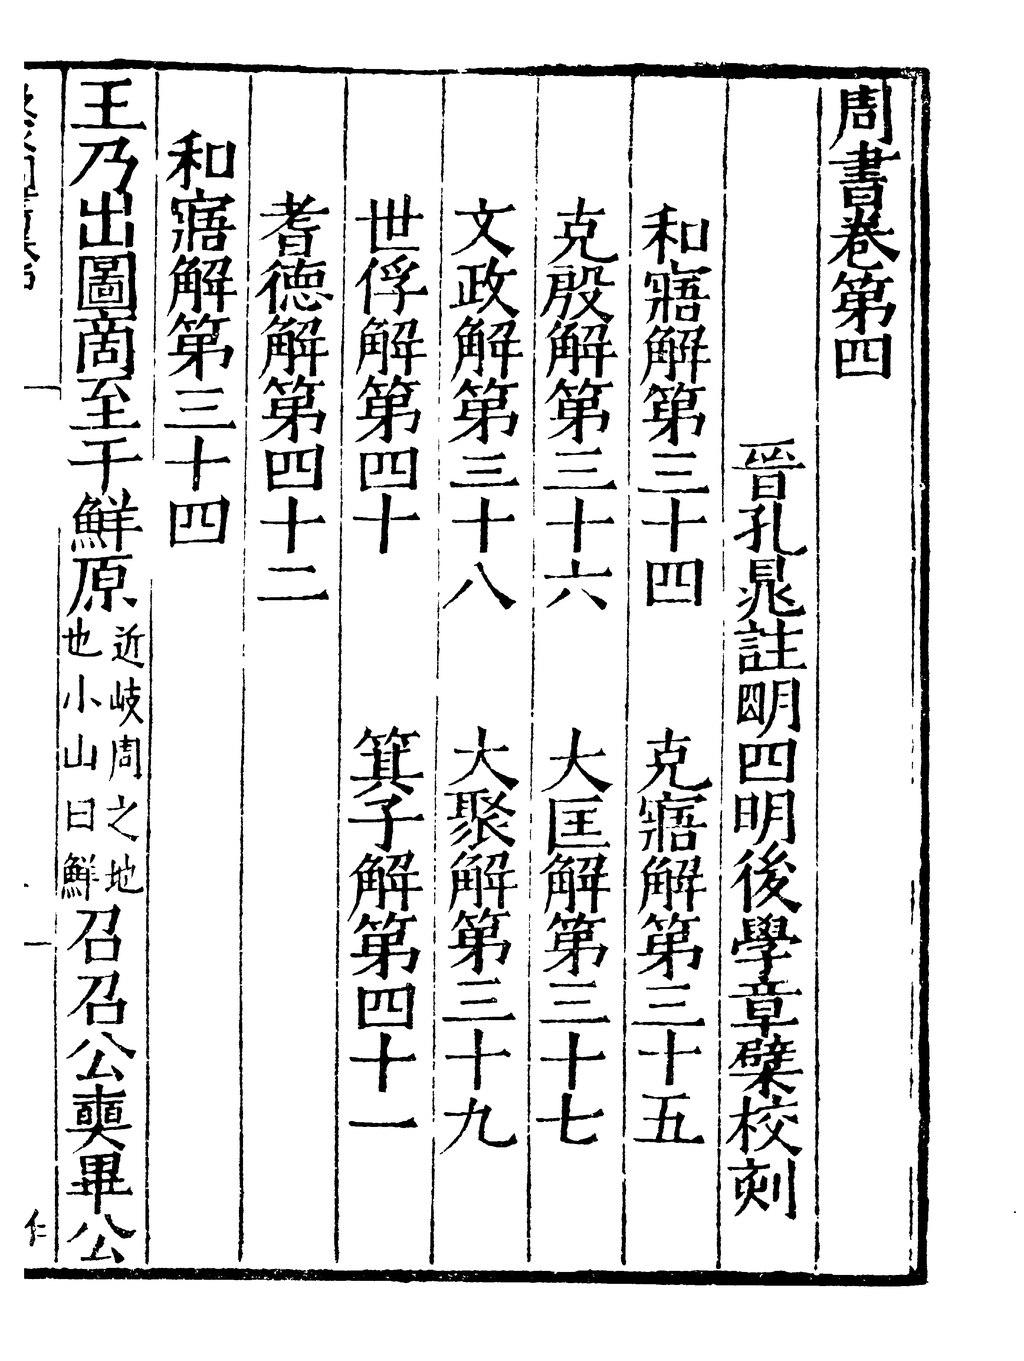 周書卷第四
晉孔晁註朙四明後學章檗校刻
和寤解第三十四　克寤解第三十五
克殷解第三十六　大匡解第三十七
文政解第三十八　大聚解第三十九
世俘解第四十　箕子解第四十一
耆徳解第四十二
和寤解第三十四
王乃出圖商至于鮮原近岐周之地也小山曰鮮召召公奭畢公
仁